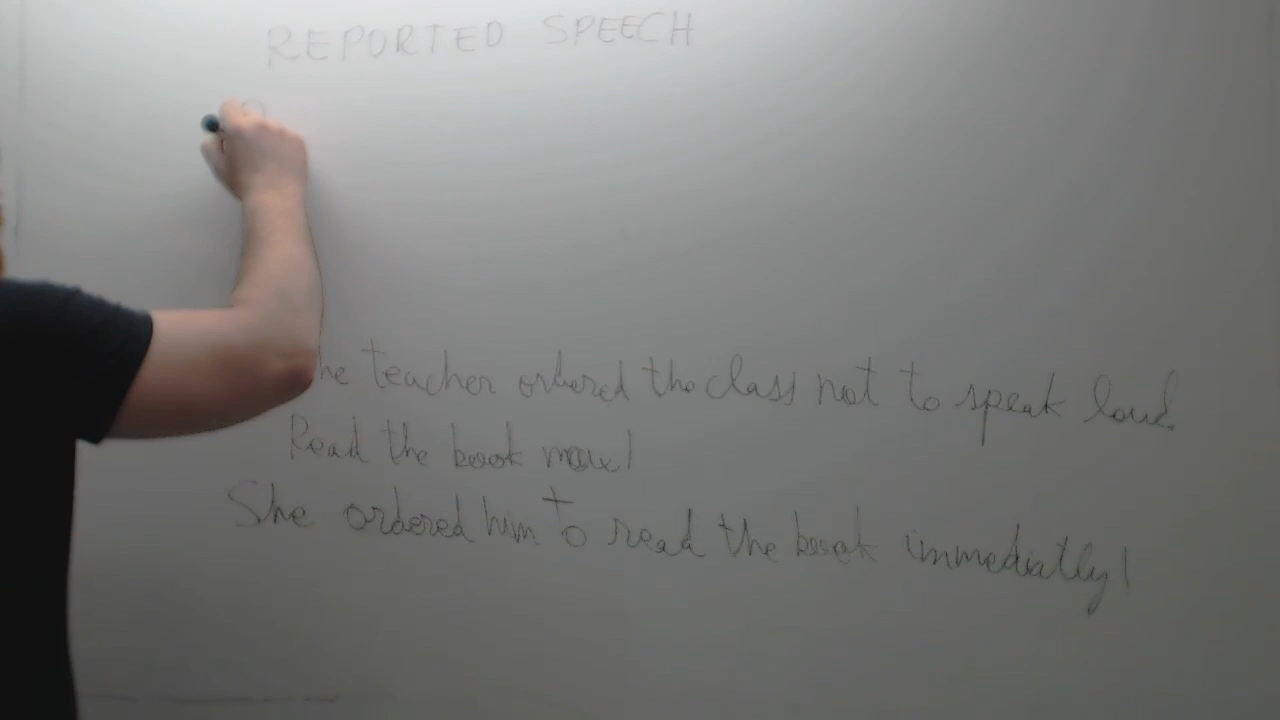 REPORTED SPEECH
he teacher ordered the class not to speak loud.
Read the book now!
She ordered him to read the book immediatly!